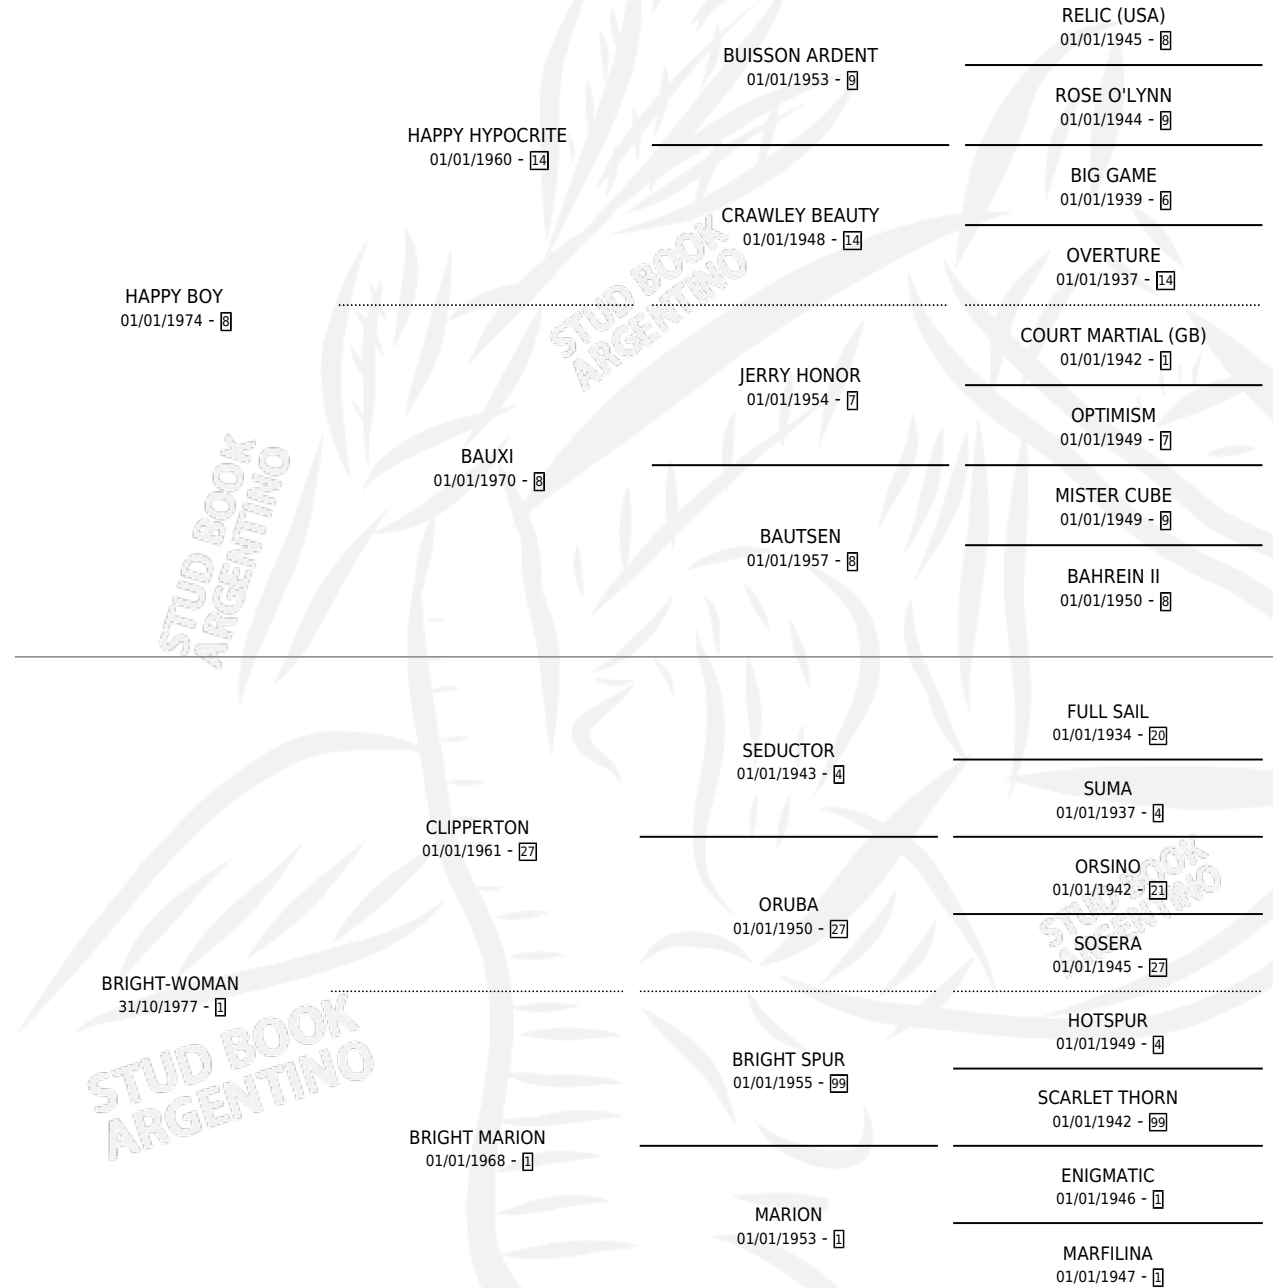 RELIC (USA)
01/01/1945 - 8
BUISSON ARDENT
01/01/1953 - 9
ROSE O'LYNN
01/01/1944 - 9
HAPPY HYPOCRITE
01/01/1960 - 14
BIG GAME
01/01/1939 - 6
CRAWLEY BEAUTY
01/01/1948 - 14
OVERTURE
01/01/1937 - 14
HAPPY BOY
01/01/1974 - 8
COURT MARTIAL (GB)
01/01/1942 - 1
JERRY HONOR
01/01/1954 - 7
OPTIMISM
01/01/1949 - 7
BAUXI
01/01/1970 - 8
MISTER CUBE
01/01/1949 - 9
BAUTSEN
01/01/1957 - 8
BAHREIN II
01/01/1950 - 8
FULL SAIL
01/01/1934 - 20
SEDUCTOR
01/01/1943 - 4
SUMA
01/01/1937 - 4
CLIPPERTON
01/01/1961 - 27
ORSINO
01/01/1942 - 21
ORUBA
01/01/1950 - 27
SOSERA
01/01/1945 - 27
BRIGHT-WOMAN
31/10/1977 - 1
HOTSPUR
01/01/1949 - 4
BRIGHT SPUR
01/01/1955 - 99
SCARLET THORN
01/01/1942 - 99
BRIGHT MARION
01/01/1968 - 1
ENIGMATIC
01/01/1946 - 1
MARION
01/01/1953 - 1
MARFILINA
01/01/1947 - 1
STUD BOOK
ARGENTINO
STUD BOOK
ARGENTINO
STUD BOOK
ARGENTINO
STUD BOOK
ARGENTINO